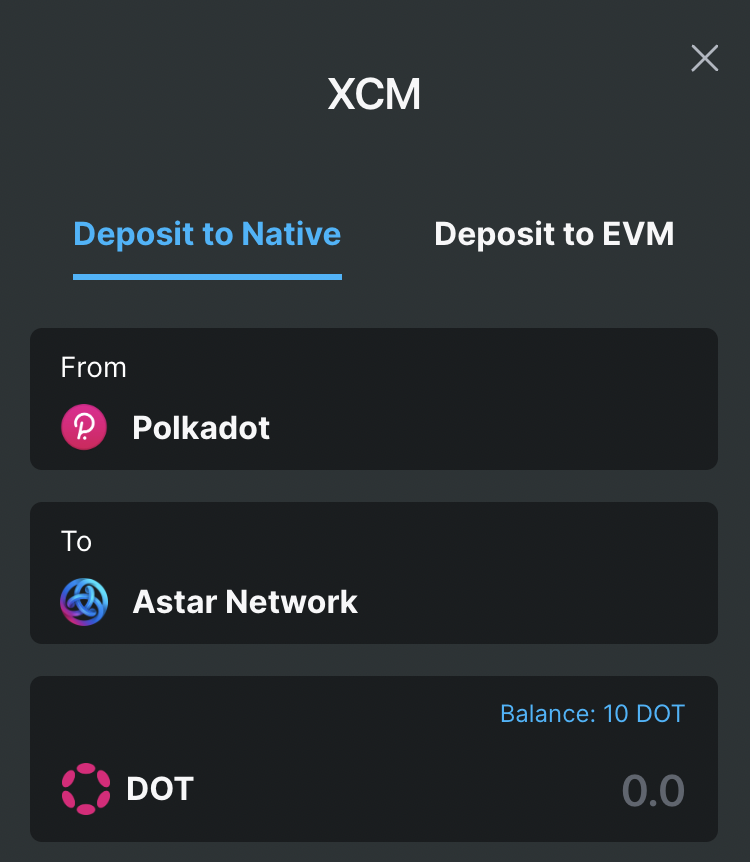 XCM
Deposit to Native
Deposit to EVM
From
Polkadot
To
Astar Network
Balance: 10 DOT
DOT
0.0